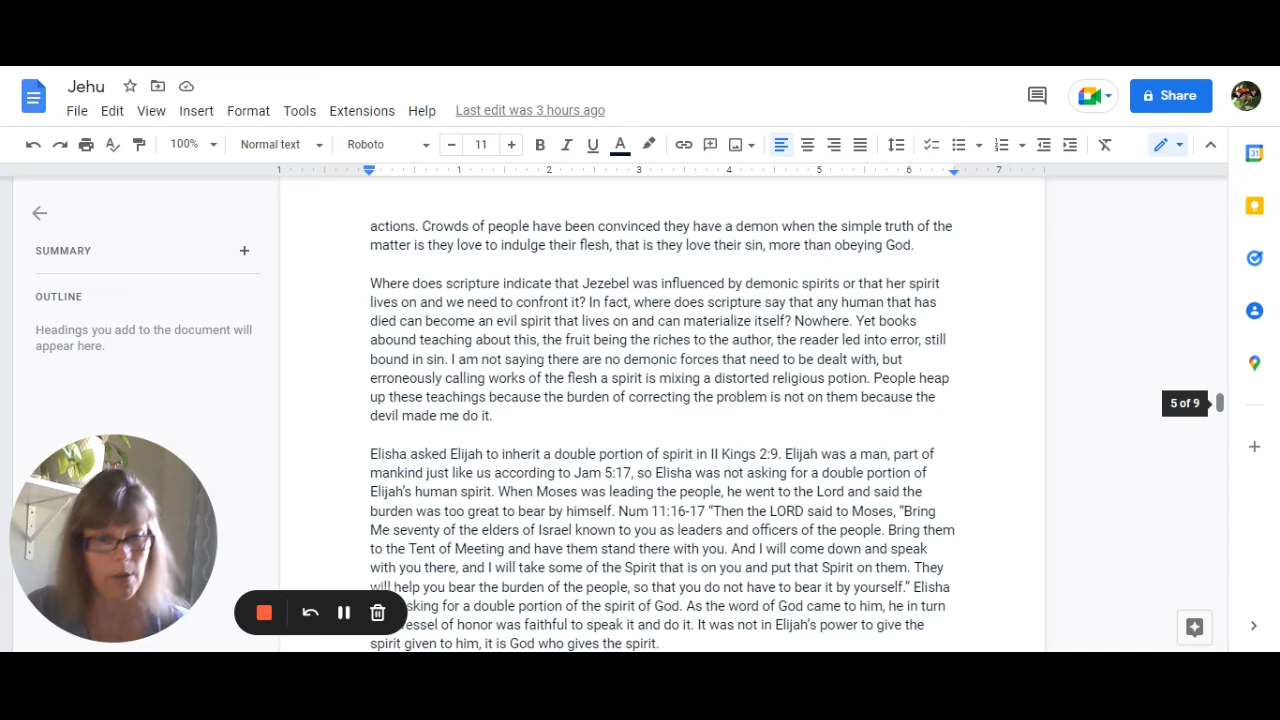 Jehu
File Edit View Insert Format Tools Extensions Help Last edit was 3 hours ago
Share
100% Normal text Roboto 11 B I U A
1 1 2 3 4 5 6 7
31
SUMMARY
OUTLINE
Headings you add to the document will
appear here.
actions. Crowds of people have been convinced they have a demon when the simple truth of the
matter is they love to indulge their flesh, that is they love their sin, more than obeying God.
Where does scripture indicate that Jezebel was influenced by demonic spirits or that her spirit
lives on and we need to confront it? In fact, where does scripture say that any human that has
died can become an evil spirit that lives on and can materialize itself? Nowhere. Yet books
abound teaching about this, the fruit being the riches to the author, the reader led into error, still
bound in sin. I am not saying there are no demonic forces that need to be dealt with, but
erroneously calling works of the flesh a spirit is mixing a distorted religious potion. People heap
up these teachings because the burden of correcting the problem is not on them because the
devil made me do it.
5 of 9
Elisha asked Elijah to inherit a double portion of spirit in II Kings 2:9. Elijah was a man, part of
mankind just like us according to Jam 5:17, so Elisha was not asking for a double portion of
Elijah's human spirit. When Moses was leading the people, he went to the Lord and said the
burden was too great to bear by himself. Num 11:16-17 “Then the LORD said to Moses, “Bring
Me seventy of the elders of Israel known to you as leaders and officers of the people. Bring them
to the Tent of Meeting and have them stand there with you. And I will come down and speak
with you there, and I will take some of the Spirit that is on you and put that Spirit on them. They
will help you bear the burden of the people, so that you do not have to bear it by yourself.” Elisha
asking for a double portion of the spirit of God. As the word of God came to him, he in turn
vessel of honor was faithful to speak it and do it. It was not in Elijah's power to give the
spirit given to him, it is God who gives the spirit.